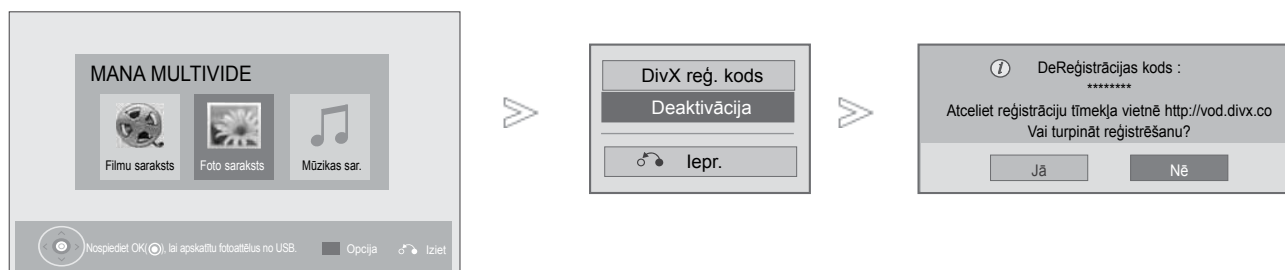 MANA MULTIVIDE
Filmu saraksts
Foto saraksts
Mūzikas sar.
Nospiediet OK(◉), lai apskatītu fotoattēlus no USB.
Opcija
Iziet
DivX reģ. kods
Deaktivācija
Iepr.
DeReģistrācijas kods :
********
Atceliet reģistrāciju tīmekļa vietnē http://vod.divx.co
Vai turpināt reģistrēšanu?
Jā
Nē